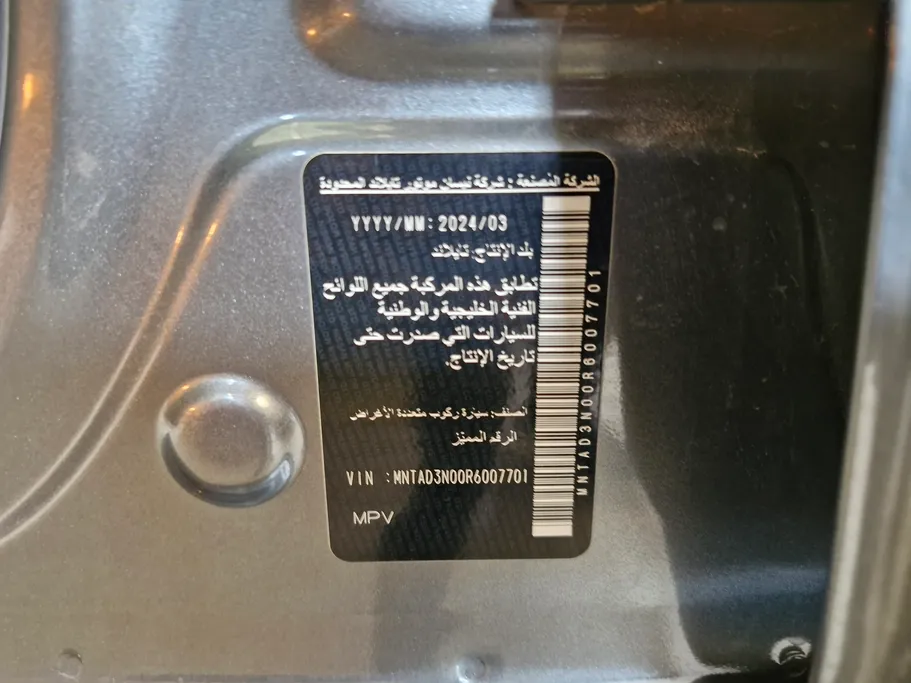 الشركة المصنعة : شركة نيسان موتور تايلاند المحدودة
YYYY/MM: 2024/03
بلد الإنتاج: تايلاند
تطابق هذه المركبة جميع اللوائح
الفنية الخليجية والوطنية
للسيارات التي صدرت حتى
تاريخ الإنتاج.
الصنف: سيارة ركوب متعددة الأغراض
الرقم المميّز
VIN :MNTAD3N00R6007701
MPV
MNTAD3N00R6007701